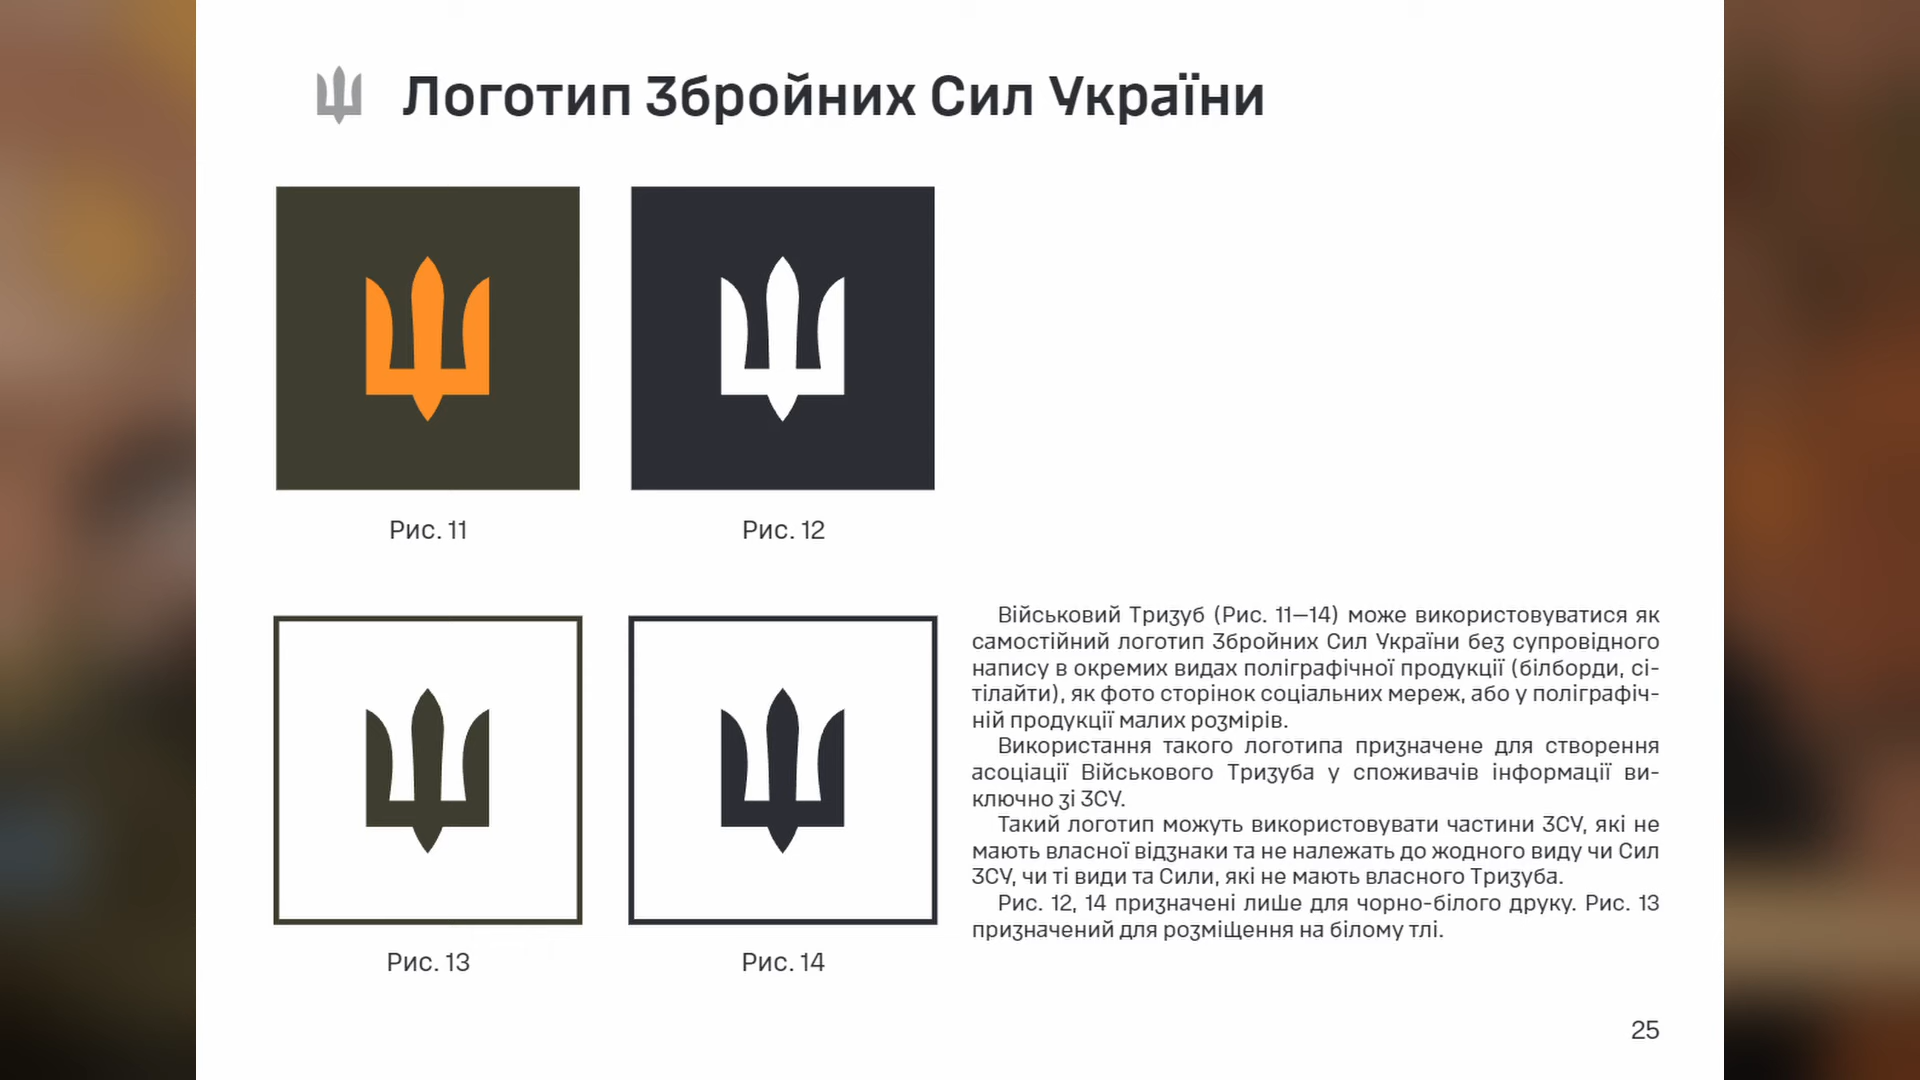 Логотип Збройних Сил України
Рис. 11
Рис. 12
Рис. 13
Рис. 14
Військовий Тризуб (Рис. 11—14) може використовуватися як
самостійний логотип Збройних Сил України без супровідного
напису в окремих видах поліграфічної продукції (білборди, сі-
тілайти), як фото сторінок соціальних мереж, або у поліграфіч-
ній продукції малих розмірів.
Використання такого логотипа призначене для створення
асоціації Військового Тризуба у споживачів інформації ви-
ключно зі ЗСУ.
Такий логотип можуть використовувати частини ЗСУ, які не
мають власної відзнаки та не належать до жодного виду чи Сил
ЗСУ, чи ті види та Сили, які не мають власного Тризуба.
Рис. 12, 14 призначені лише для чорно-білого друку. Рис. 13
призначений для розміщення на білому тлі.
25